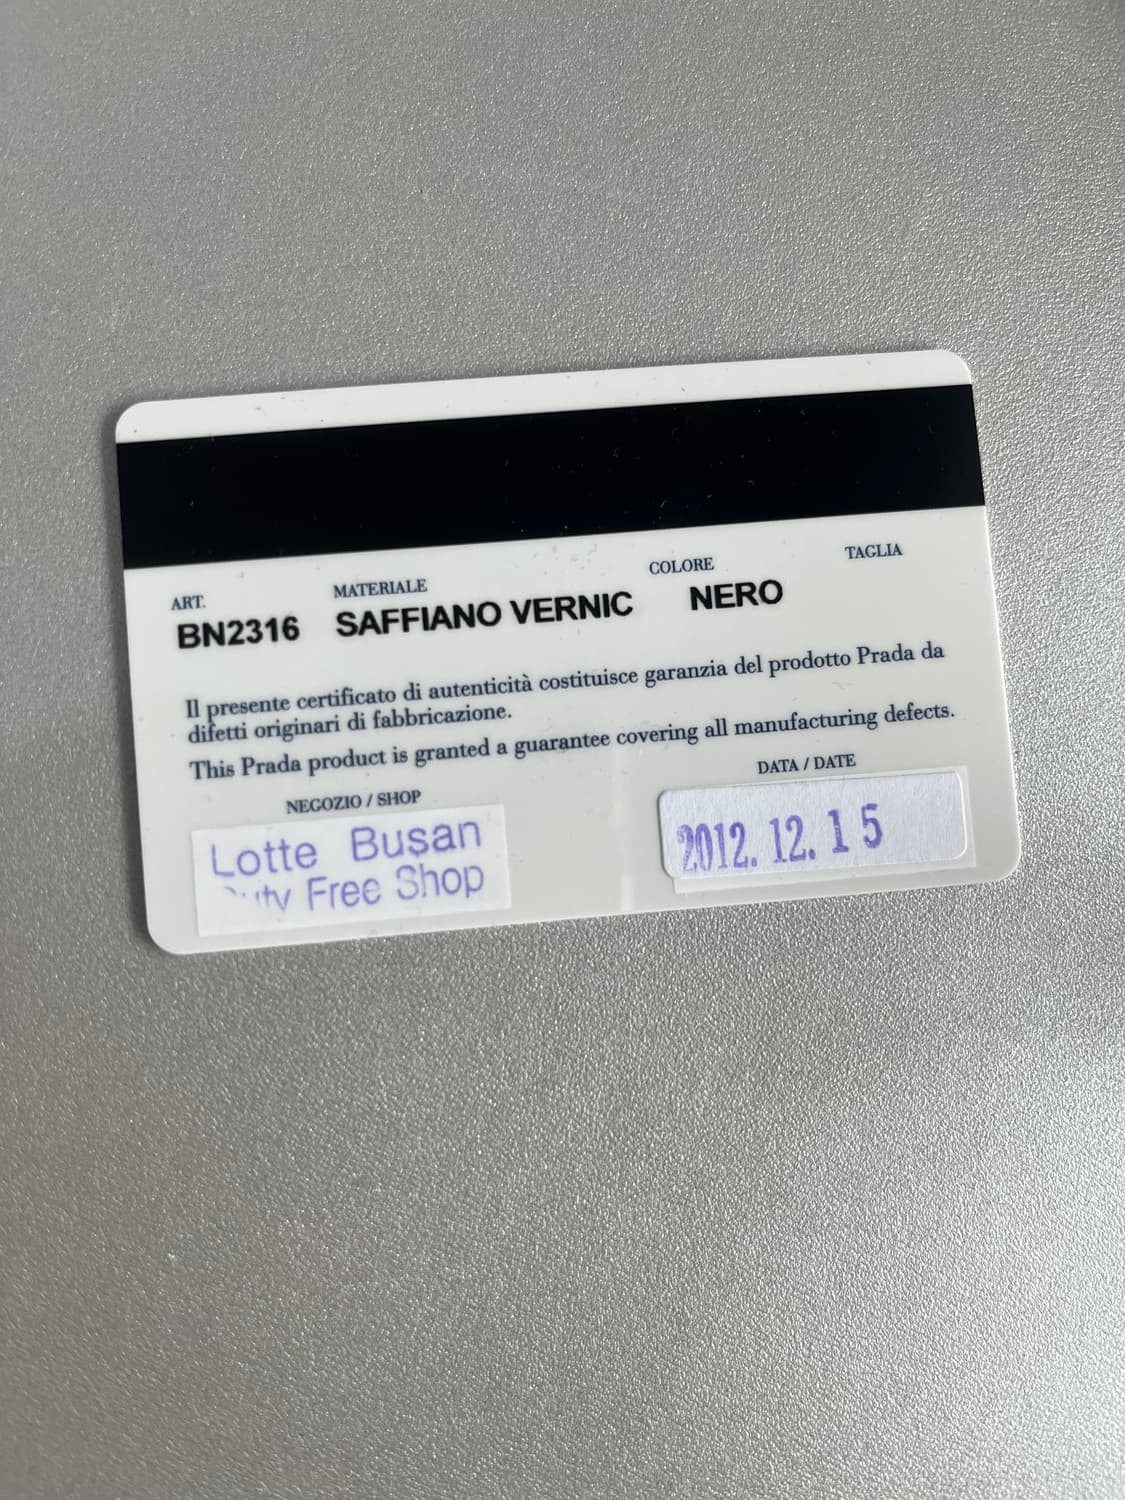 ART. MATERIALE COLORE TAGLIA
BN2316 SAFFIANO VERNIC NERO
Il presente certificato di autenticità costituisce garanzia del prodotto Prada da
difetti originari di fabbricazione.
This Prada product is granted a guarantee covering all manufacturing defects.
NEGOZIO / SHOP
Lotte Busan
Free Shop
DATA / DATE
2012. 12. 15